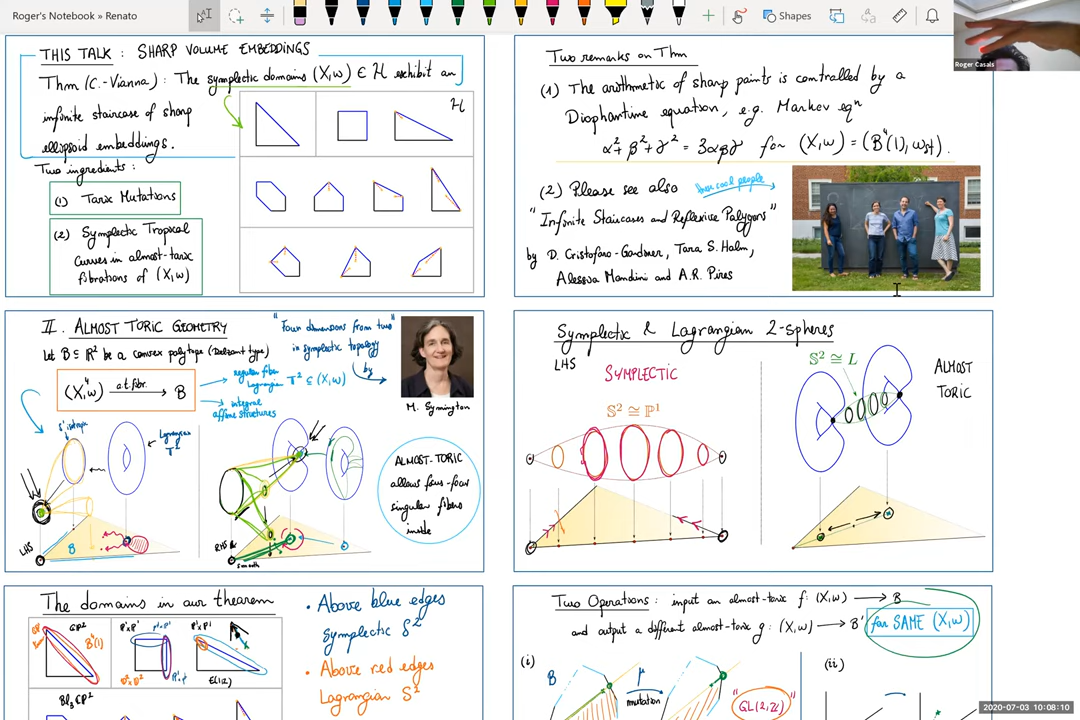 Roger's Notebook » Renato
Shapes
Roger Casals
THIS TALK : SHARP VOLUME EMBEDDINGS
Thm (C.-Vianna) : The symplectic domains (X,ω) ∈ H exhibit an
infinite staircase of sharp
ellipsoid embeddings.
Two ingredients:
(1) Toric Mutations
(2) Symplectic Tropical
curves in almost-toric
fibrations of (X,ω)
H
Two remarks on Thm
(1) The arithmetic of sharp points is controlled by a
Diophantine equation, e.g. Markov eqⁿ
α²+β²+γ² = 3αβγ for (X,ω) = (B⁴(1), ωst).
(2) Please see also
"Infinite Staircases and Reflexive Polygons"
by D. Cristofaro-Gardiner, Tara S. Holm,
Alessia Mandini and A.R. Pires
II. ALMOST TORIC GEOMETRY
Let B ⊆ ℝ² be a convex polytope (Delzant type)
"Four dimensions from two"
in symplectic topology
by
M. Symington
(X⁴,ω) a.t. fibr. → B
regular fiber
Lagrangian T² ⊆ (X,ω)
integral
affine structures
S¹ isotrop.
Lagrangian
T²
LHS
B
RHS
Smooth
ALMOST-TORIC
allows focus-focus
singular fibers
inside
Symplectic & Lagrangian 2-spheres
LHS
SYMPLECTIC
S² ≅ P¹
S² ≅ L
ALMOST
TORIC
The domains in our theorem
CP²
B⁴(1)
P¹×P¹
P¹×P¹
E(1,2)
Bl₃ CP²
• Above blue edges
Symplectic S²
• Above red edges
Lagrangian S²
Two Operations : input an almost-toric f: (X,ω) → B
and output a different almost-toric g: (X,ω) → B' for SAME (X,ω)
(i)
B
μ
mutation
"GL(2,ℤ)"
(ii)
2020-07-03 10:08:10